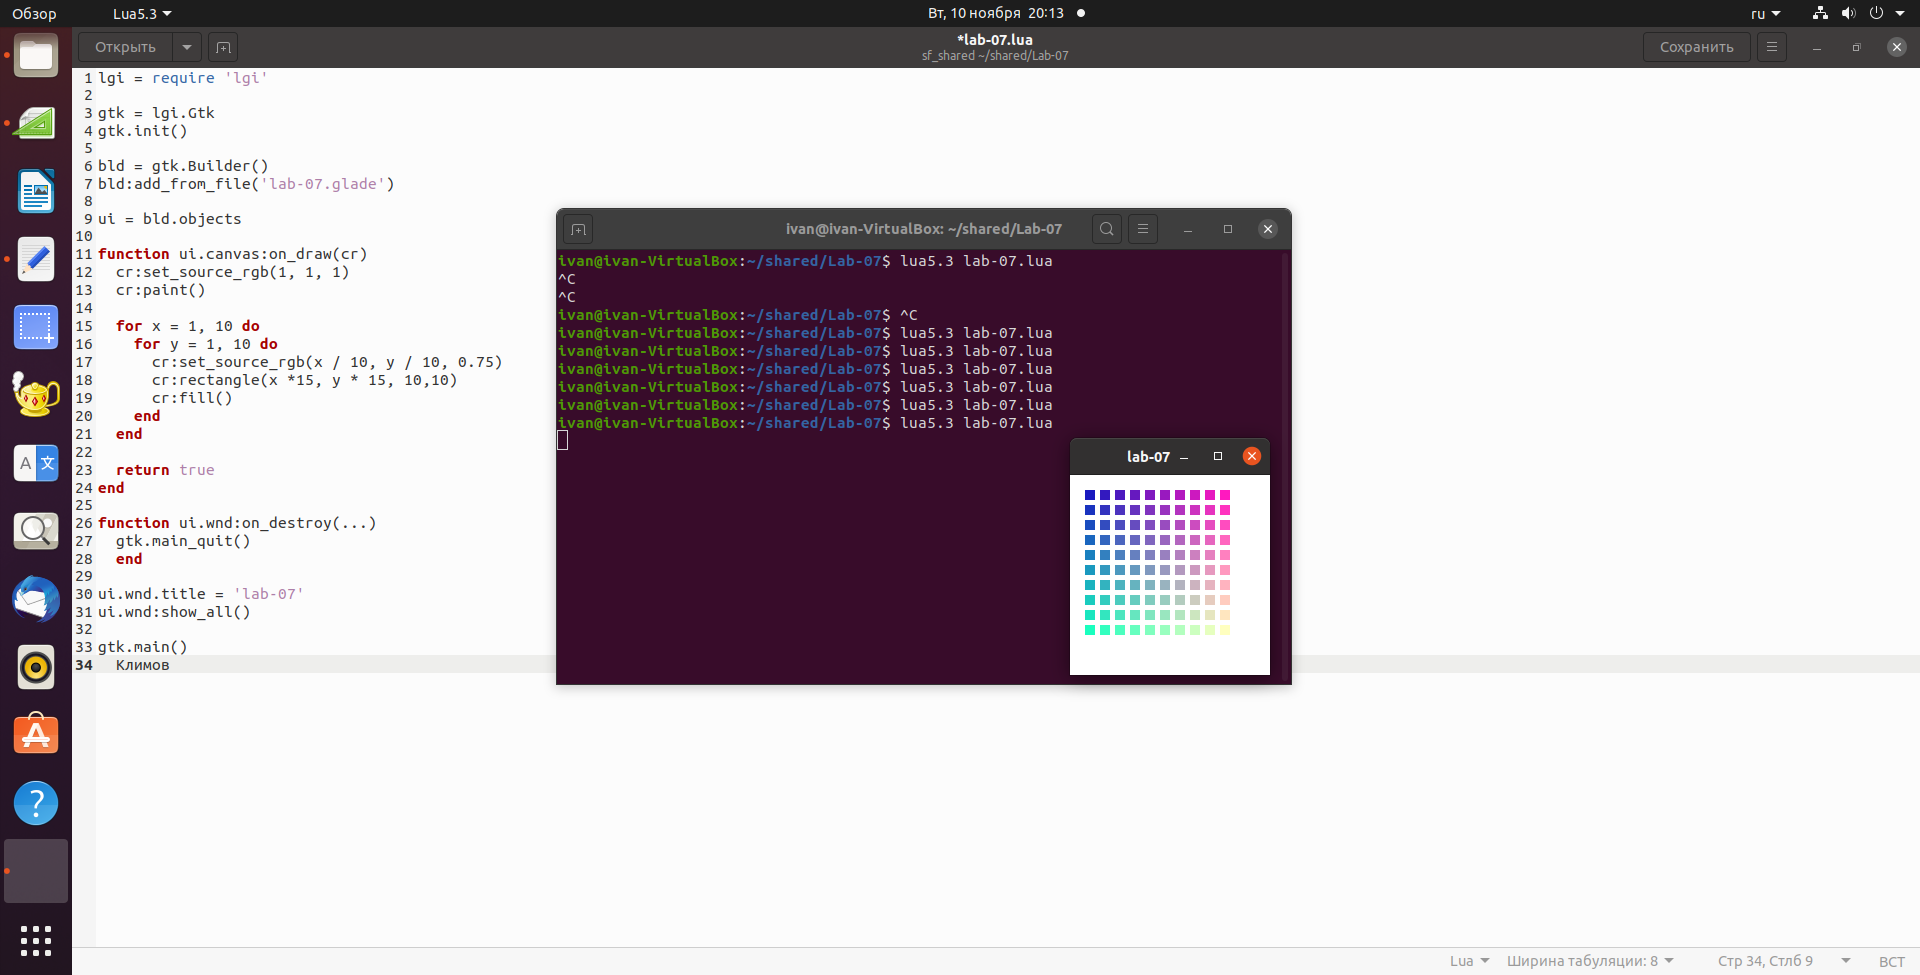 Обзор
Lua5.3
Вт, 10 ноября 20:13
ru
Открыть
*lab-07.lua
sf_shared ~/shared/Lab-07
Сохранить
1 lgi = require 'lgi'
2
3 gtk = lgi.Gtk
4 gtk.init()
5
6 bld = gtk.Builder()
7 bld:add_from_file('lab-07.glade')
8
9 ui = bld.objects
10
11 function ui.canvas:on_draw(cr)
12   cr:set_source_rgb(1, 1, 1)
13   cr:paint()
14
15   for x = 1, 10 do
16     for y = 1, 10 do
17       cr:set_source_rgb(x / 10, y / 10, 0.75)
18       cr:rectangle(x *15, y * 15, 10,10)
19       cr:fill()
20     end
21   end
22
23   return true
24 end
25
26 function ui.wnd:on_destroy(...)
27   gtk.main_quit()
28   end
29
30 ui.wnd.title = 'lab-07'
31 ui.wnd:show_all()
32
33 gtk.main()
34   Климов
ivan@ivan-VirtualBox: ~/shared/Lab-07
ivan@ivan-VirtualBox:~/shared/Lab-07$ lua5.3 lab-07.lua
^C
^C
ivan@ivan-VirtualBox:~/shared/Lab-07$ ^C
ivan@ivan-VirtualBox:~/shared/Lab-07$ lua5.3 lab-07.lua
ivan@ivan-VirtualBox:~/shared/Lab-07$ lua5.3 lab-07.lua
ivan@ivan-VirtualBox:~/shared/Lab-07$ lua5.3 lab-07.lua
ivan@ivan-VirtualBox:~/shared/Lab-07$ lua5.3 lab-07.lua
ivan@ivan-VirtualBox:~/shared/Lab-07$ lua5.3 lab-07.lua
ivan@ivan-VirtualBox:~/shared/Lab-07$ lua5.3 lab-07.lua
lab-07
A 文
Lua
Ширина табуляции: 8
Стр 34, Стлб 9
ВСТ